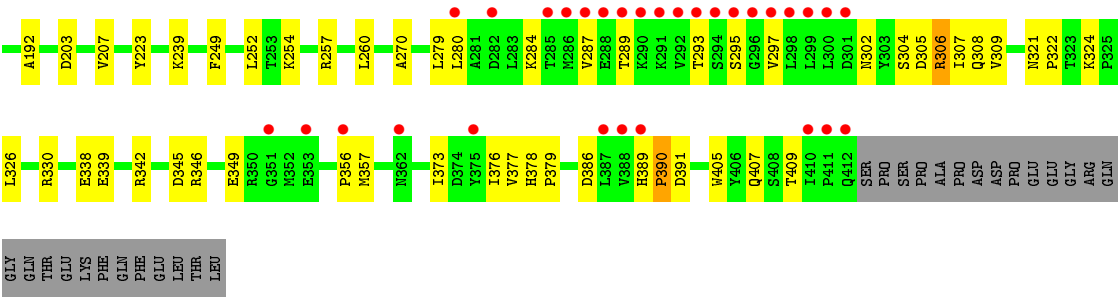 A192 D203 V207 Y223 K239 F249 L252 T253 K254 R257 L260 A270 L279 L280 A281 D282 L283 K284 T285 M286 V287 E288 T289 K290 K291 V292 T293 S294 S295 G296 V297 L298 L299 L300 D301 N302 Y303 S304 D305 R306 I307 Q308 V309 N321 P322 T323 K324 P325
L326 R330 E338 E339 R342 D345 R346 E349 R350 G351 M352 E353 P356 M357 N362 I373 D374 Y375 I376 V377 H378 P379 D386 L387 V388 H389 P390 D391 W405 Y406 Q407 S408 T409 I410 P411 Q412 SER PRO SER PRO ALA PRO ASP ASP PRO GLU GLU GLY ARG GLN
GLY GLN THR GLU LYS PHE GLN PHE GLU LEU THR LEU